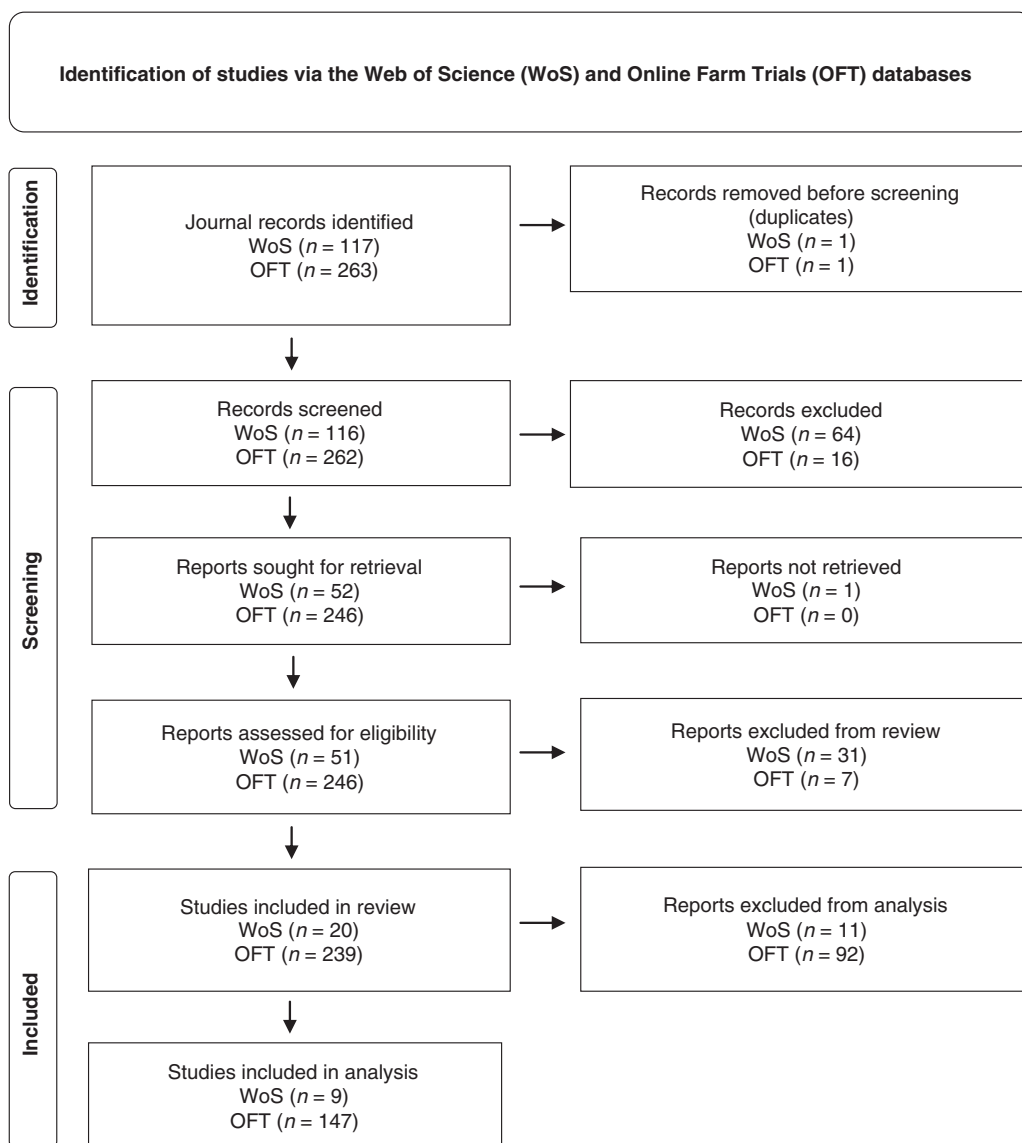 Identification of studies via the Web of Science (WoS) and Online Farm Trials (OFT) databases
Identification
Journal records identified
WoS (n = 117)
OFT (n = 263)
Records removed before screening
(duplicates)
WoS (n = 1)
OFT (n = 1)
Screening
Records screened
WoS (n = 116)
OFT (n = 262)
Records excluded
WoS (n = 64)
OFT (n = 16)
Reports sought for retrieval
WoS (n = 52)
OFT (n = 246)
Reports not retrieved
WoS (n = 1)
OFT (n = 0)
Reports assessed for eligibility
WoS (n = 51)
OFT (n = 246)
Reports excluded from review
WoS (n = 31)
OFT (n = 7)
Included
Studies included in review
WoS (n = 20)
OFT (n = 239)
Reports excluded from analysis
WoS (n = 11)
OFT (n = 92)
Studies included in analysis
WoS (n = 9)
OFT (n = 147)